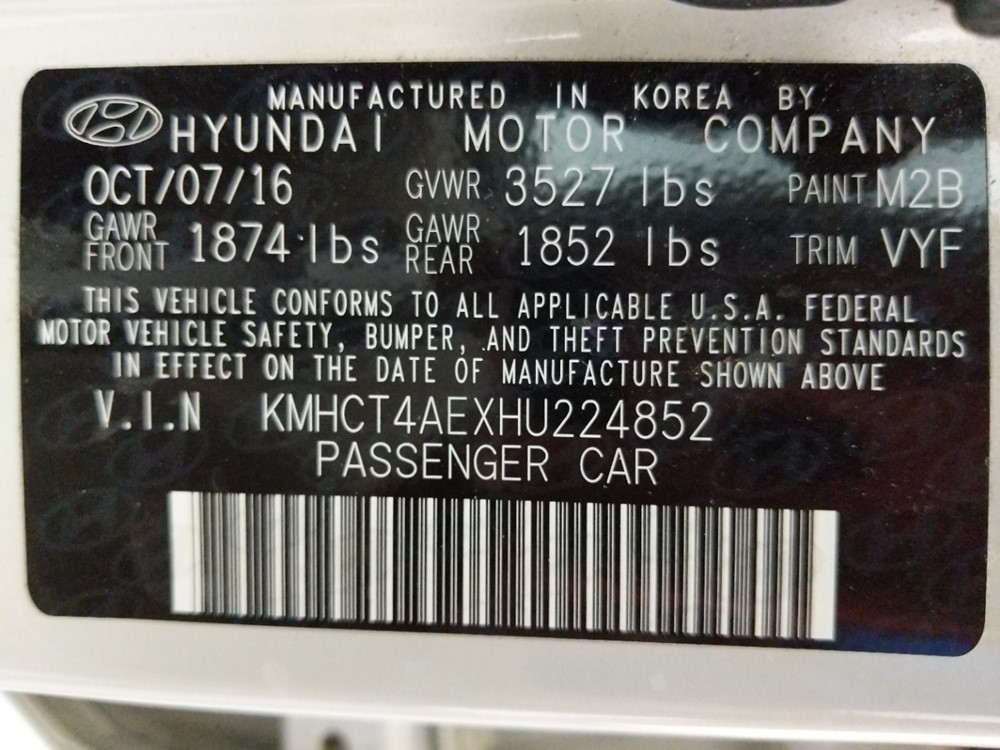 MANUFACTURED IN KOREA BY
HYUNDAI MOTOR COMPANY
OCT/07/16 GVWR 3527 lbs PAINT M2B
GAWR FRONT 1874 lbs GAWR REAR 1852 lbs TRIM VYF
THIS VEHICLE CONFORMS TO ALL APPLICABLE U.S.A. FEDERAL
MOTOR VEHICLE SAFETY, BUMPER, AND THEFT PREVENTION STANDARDS
IN EFFECT ON THE DATE OF MANUFACTURE SHOWN ABOVE
V.I.N KMHCT4AEXHU224852
PASSENGER CAR